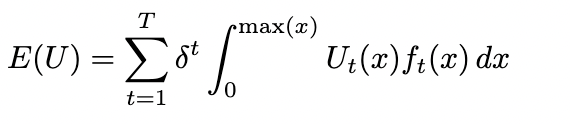 E(U) = \sum_{t=1}^{T} \delta^t \int_0^{\max(x)} U_t(x) f_t(x) \, dx